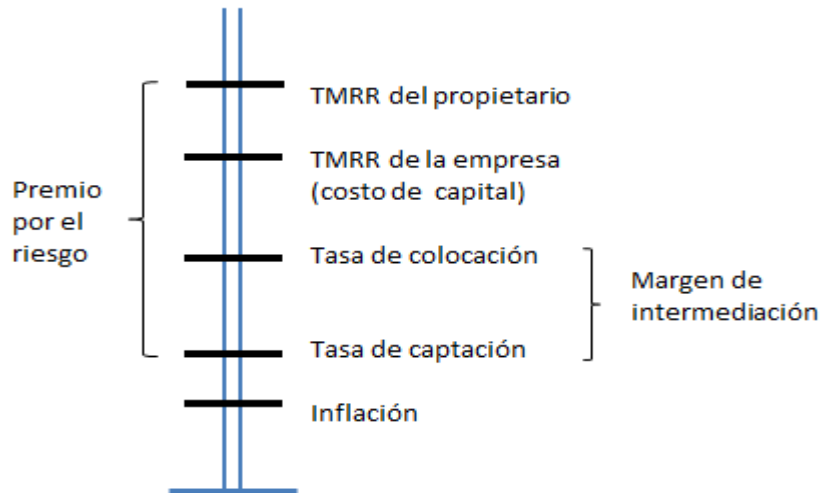 TMRR del propietario
TMRR de la empresa
(costo de capital)
Premio
por el
riesgo
Tasa de colocación
Margen de
intermediación
Tasa de captación
Inflación